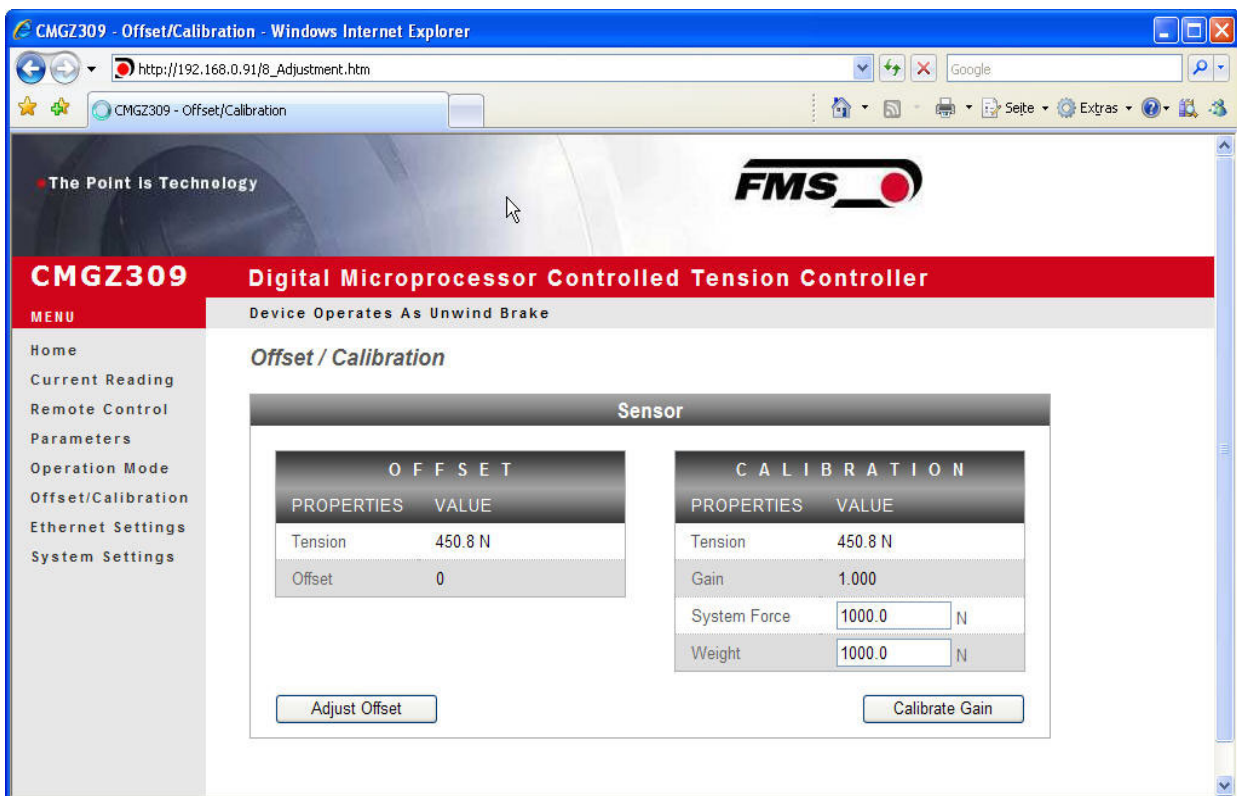 CMGZ309 - Offset/Calibration - Windows Internet Explorer
http://192.168.0.91/8_Adjustment.htm
Google
CMGZ309 - Offset/Calibration
Seite
Extras
The Point is Technology
FMS
CMGZ309
Digital Microprocessor Controlled Tension Controller
MENU
Device Operates As Unwind Brake
Home
Current Reading
Remote Control
Parameters
Operation Mode
Offset/Calibration
Ethernet Settings
System Settings
Offset / Calibration
Sensor
OFFSET
PROPERTIES VALUE
Tension 450.8 N
Offset 0
Adjust Offset
CALIBRATION
PROPERTIES VALUE
Tension 450.8 N
Gain 1.000
System Force 1000.0 N
Weight 1000.0 N
Calibrate Gain